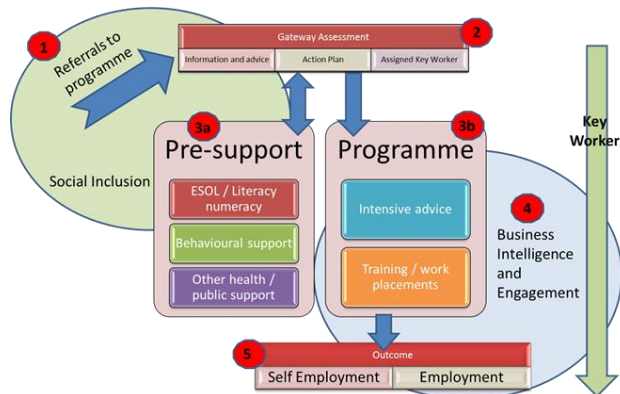 1
Referrals to
programme
2
Gateway Assessment
Information and advice
Action Plan
Assigned Key Worker
Key
Worker
Social Inclusion
3a
Pre-support
ESOL / Literacy
numeracy
Behavioural support
Other health /
public support
3b
Programme
Intensive advice
Training / work
placements
4
Business
Intelligence
and
Engagement
5
Outcome
Self Employment
Employment